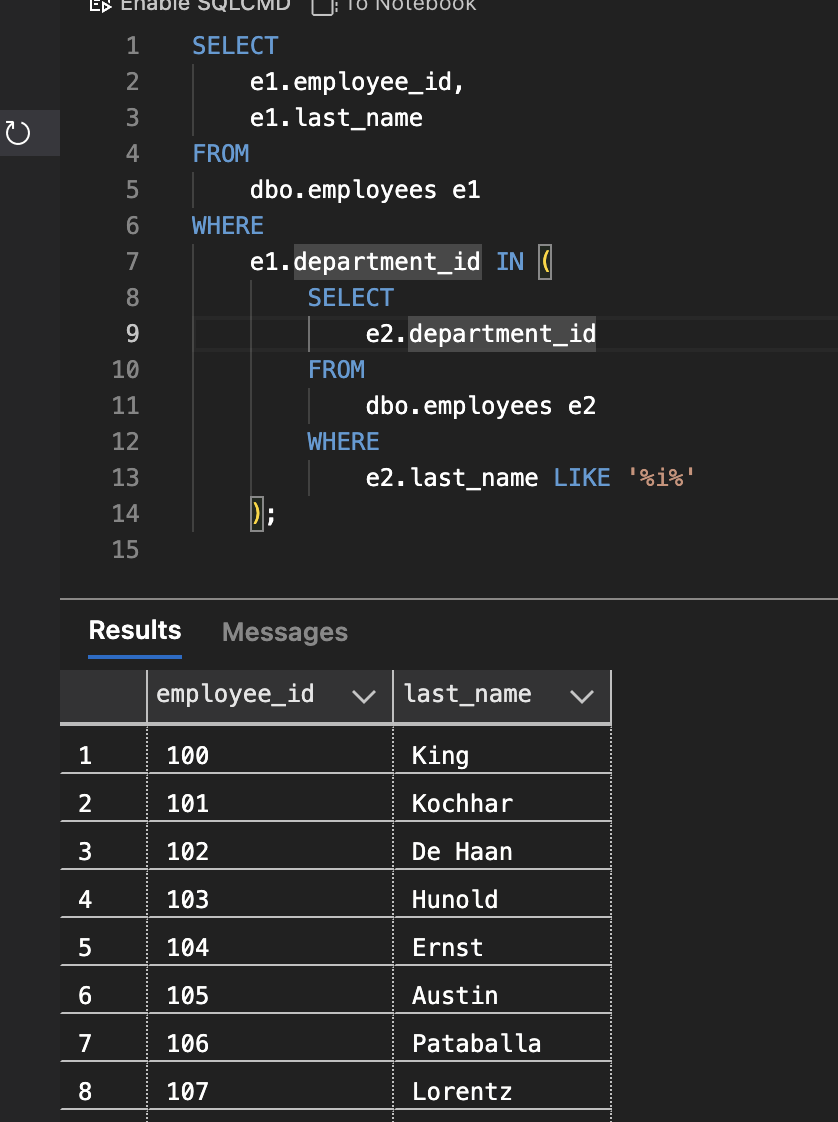 Enable SQLCMD To Notebook
1 SELECT
2 e1.employee_id,
3 e1.last_name
4 FROM
5 dbo.employees e1
6 WHERE
7 e1.department_id IN (
8 SELECT
9 e2.department_id
10 FROM
11 dbo.employees e2
12 WHERE
13 e2.last_name LIKE '%i%'
14 );
15
Results Messages
employee_id last_name
1 100 King
2 101 Kochhar
3 102 De Haan
4 103 Hunold
5 104 Ernst
6 105 Austin
7 106 Pataballa
8 107 Lorentz